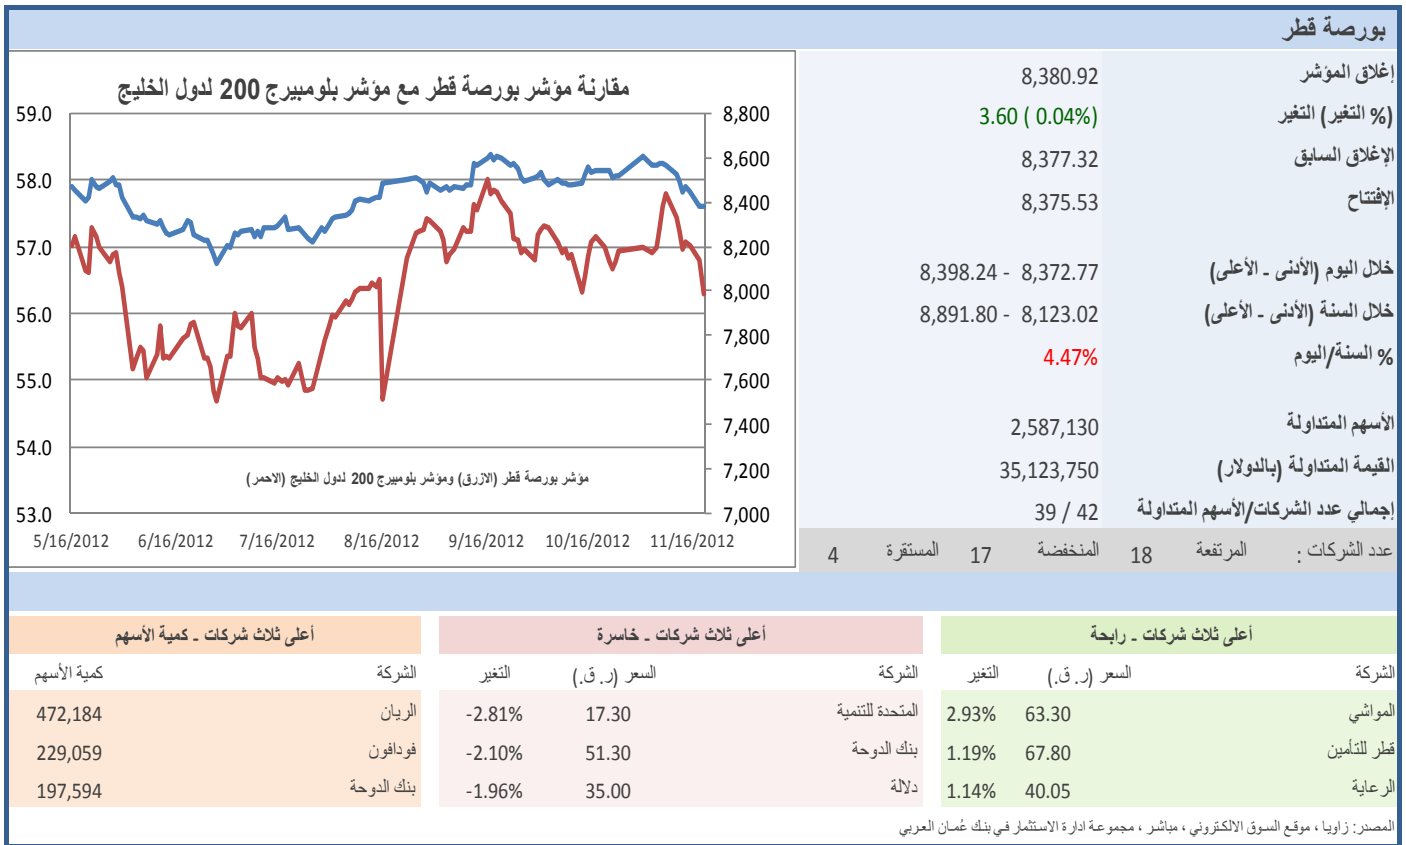 بورصة قطر
إغلاق المؤشر 8,380.92
(% التغير) التغير 3.60 ( 0.04%)
الإغلاق السابق 8,377.32
الإفتتاح 8,375.53
خلال اليوم (الأدنى - الأعلى) 8,398.24 - 8,372.77
خلال السنة (الأدنى - الأعلى) 8,891.80 - 8,123.02
% السنة/اليوم 4.47%
الأسهم المتداولة 2,587,130
القيمة المتداولة (بالدولار) 35,123,750
إجمالي عدد الشركات/الأسهم المتداولة 39 / 42
عدد الشركات : المرتفعة 18 المنخفضة 17 المستقرة 4
مقارنة مؤشر بورصة قطر مع مؤشر بلومبيرج 200 لدول الخليج
59.0
58.0
57.0
56.0
55.0
54.0
53.0
8,800
8,600
8,400
8,200
8,000
7,800
7,600
7,400
7,200
7,000
مؤشر بورصة قطر (الازرق) ومؤشر بلومبيرج 200 لدول الخليج (الاحمر)
5/16/2012 6/16/2012 7/16/2012 8/16/2012 9/16/2012 10/16/2012 11/16/2012
أعلى ثلاث شركات - رابحة
الشركة السعر (ر. ق.) التغير
المواشي 63.30 2.93%
قطر للتأمين 67.80 1.19%
الرعاية 40.05 1.14%
أعلى ثلاث شركات - خاسرة
الشركة السعر (ر. ق.) التغير
المتحدة للتنمية 17.30 -2.81%
بنك الدوحة 51.30 -2.10%
دلالة 35.00 -1.96%
أعلى ثلاث شركات - كمية الأسهم
الشركة كمية الأسهم
الريان 472,184
فودافون 229,059
بنك الدوحة 197,594
المصدر: زاويا ، موقع السوق الالكتروني ، مباشر ، مجموعة ادارة الاستثمار في بنك عُمان العربي